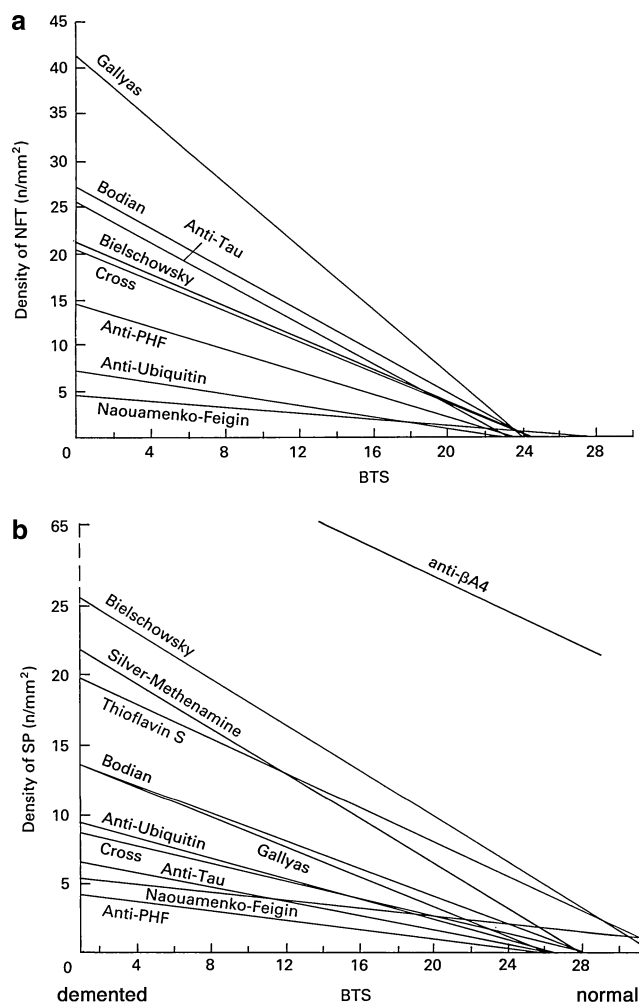 a
45
40
35
30
25
20
15
10
5
0
Density of NFT (n/mm²)
Gallyas
Bodian
Anti-Tau
Bielschowsky
Cross
Anti-PHF
Anti-Ubiquitin
Naouamenko-Feigin
4 8 12 16 20 24 28
BTS
b
65
25
20
15
10
5
0
Density of SP (n/mm²)
anti-βA4
Bielschowsky
Silver-Methenamine
Thioflavin S
Bodian
Anti-Ubiquitin
Gallyas
Cross
Anti-Tau
Naouamenko-Feigin
Anti-PHF
4 8 12 16 20 24 28
demented BTS normal